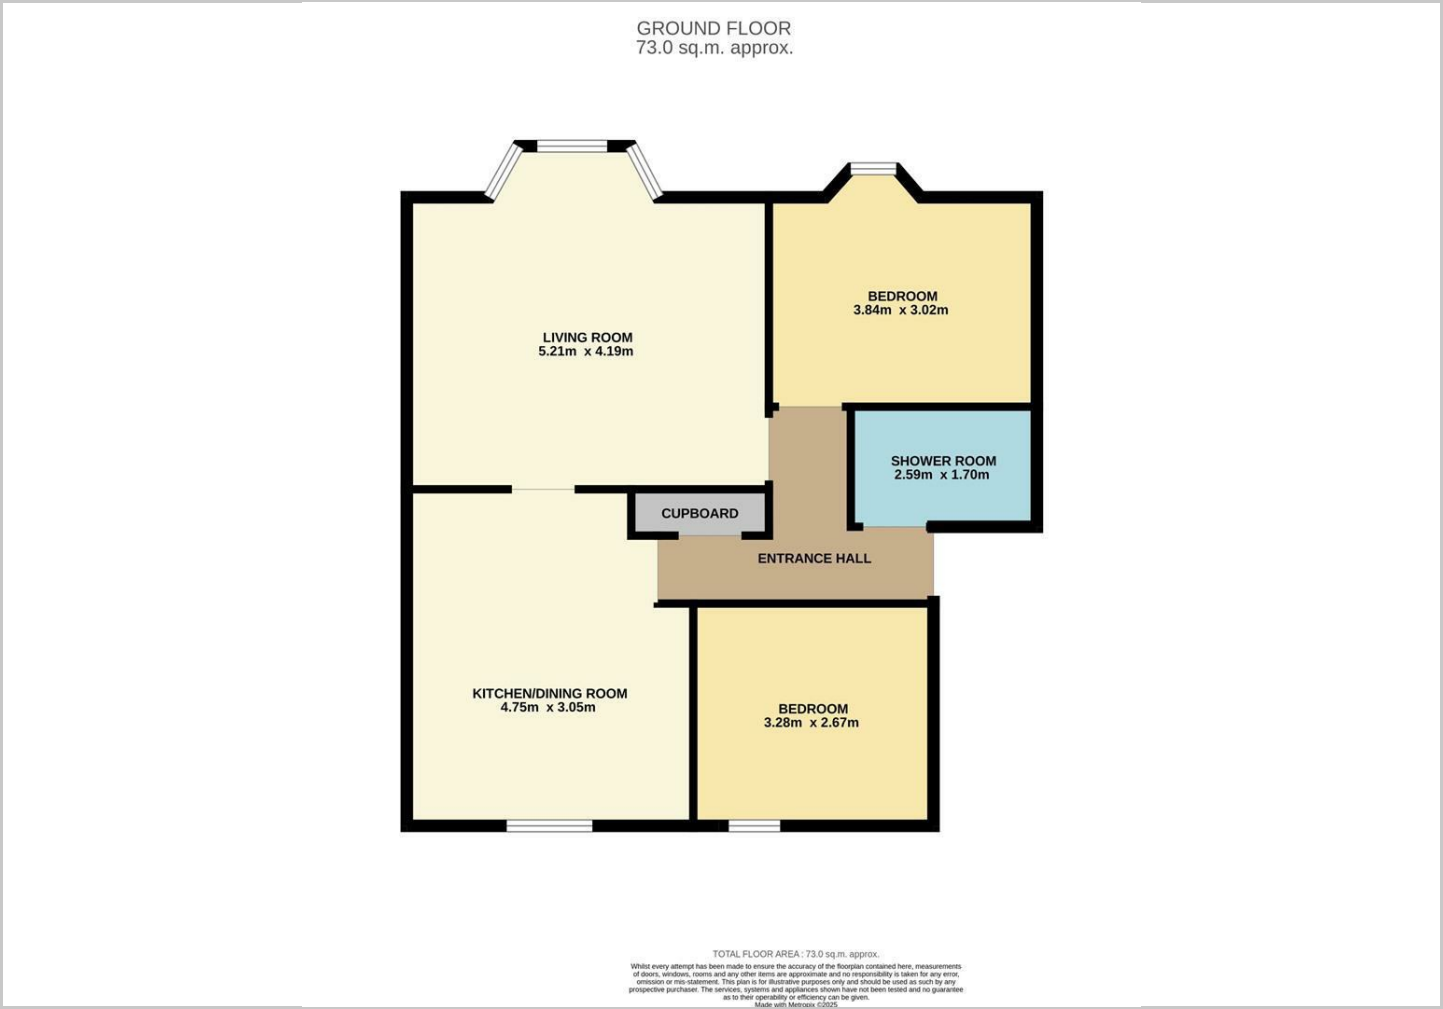 GROUND FLOOR
73.0 sq.m. approx.
BEDROOM
3.84m x 3.02m
LIVING ROOM
5.21m x 4.19m
SHOWER ROOM
2.59m x 1.70m
CUPBOARD
ENTRANCE HALL
KITCHEN/DINING ROOM
4.75m x 3.05m
BEDROOM
3.28m x 2.67m
TOTAL FLOOR AREA : 73.0 sq.m. approx.
Whilst every attempt has been made to ensure the accuracy of the floorplan contained here, measurements
of doors, windows, rooms and any other items are approximate and no responsibility is taken for any error,
omission or mis-statement. This plan is for illustrative purposes only and should be used as such by any
prospective purchaser. The services, systems and appliances shown have not been tested and no guarantee
as to their operability or efficiency can be given.
Made with Metropix ©2025